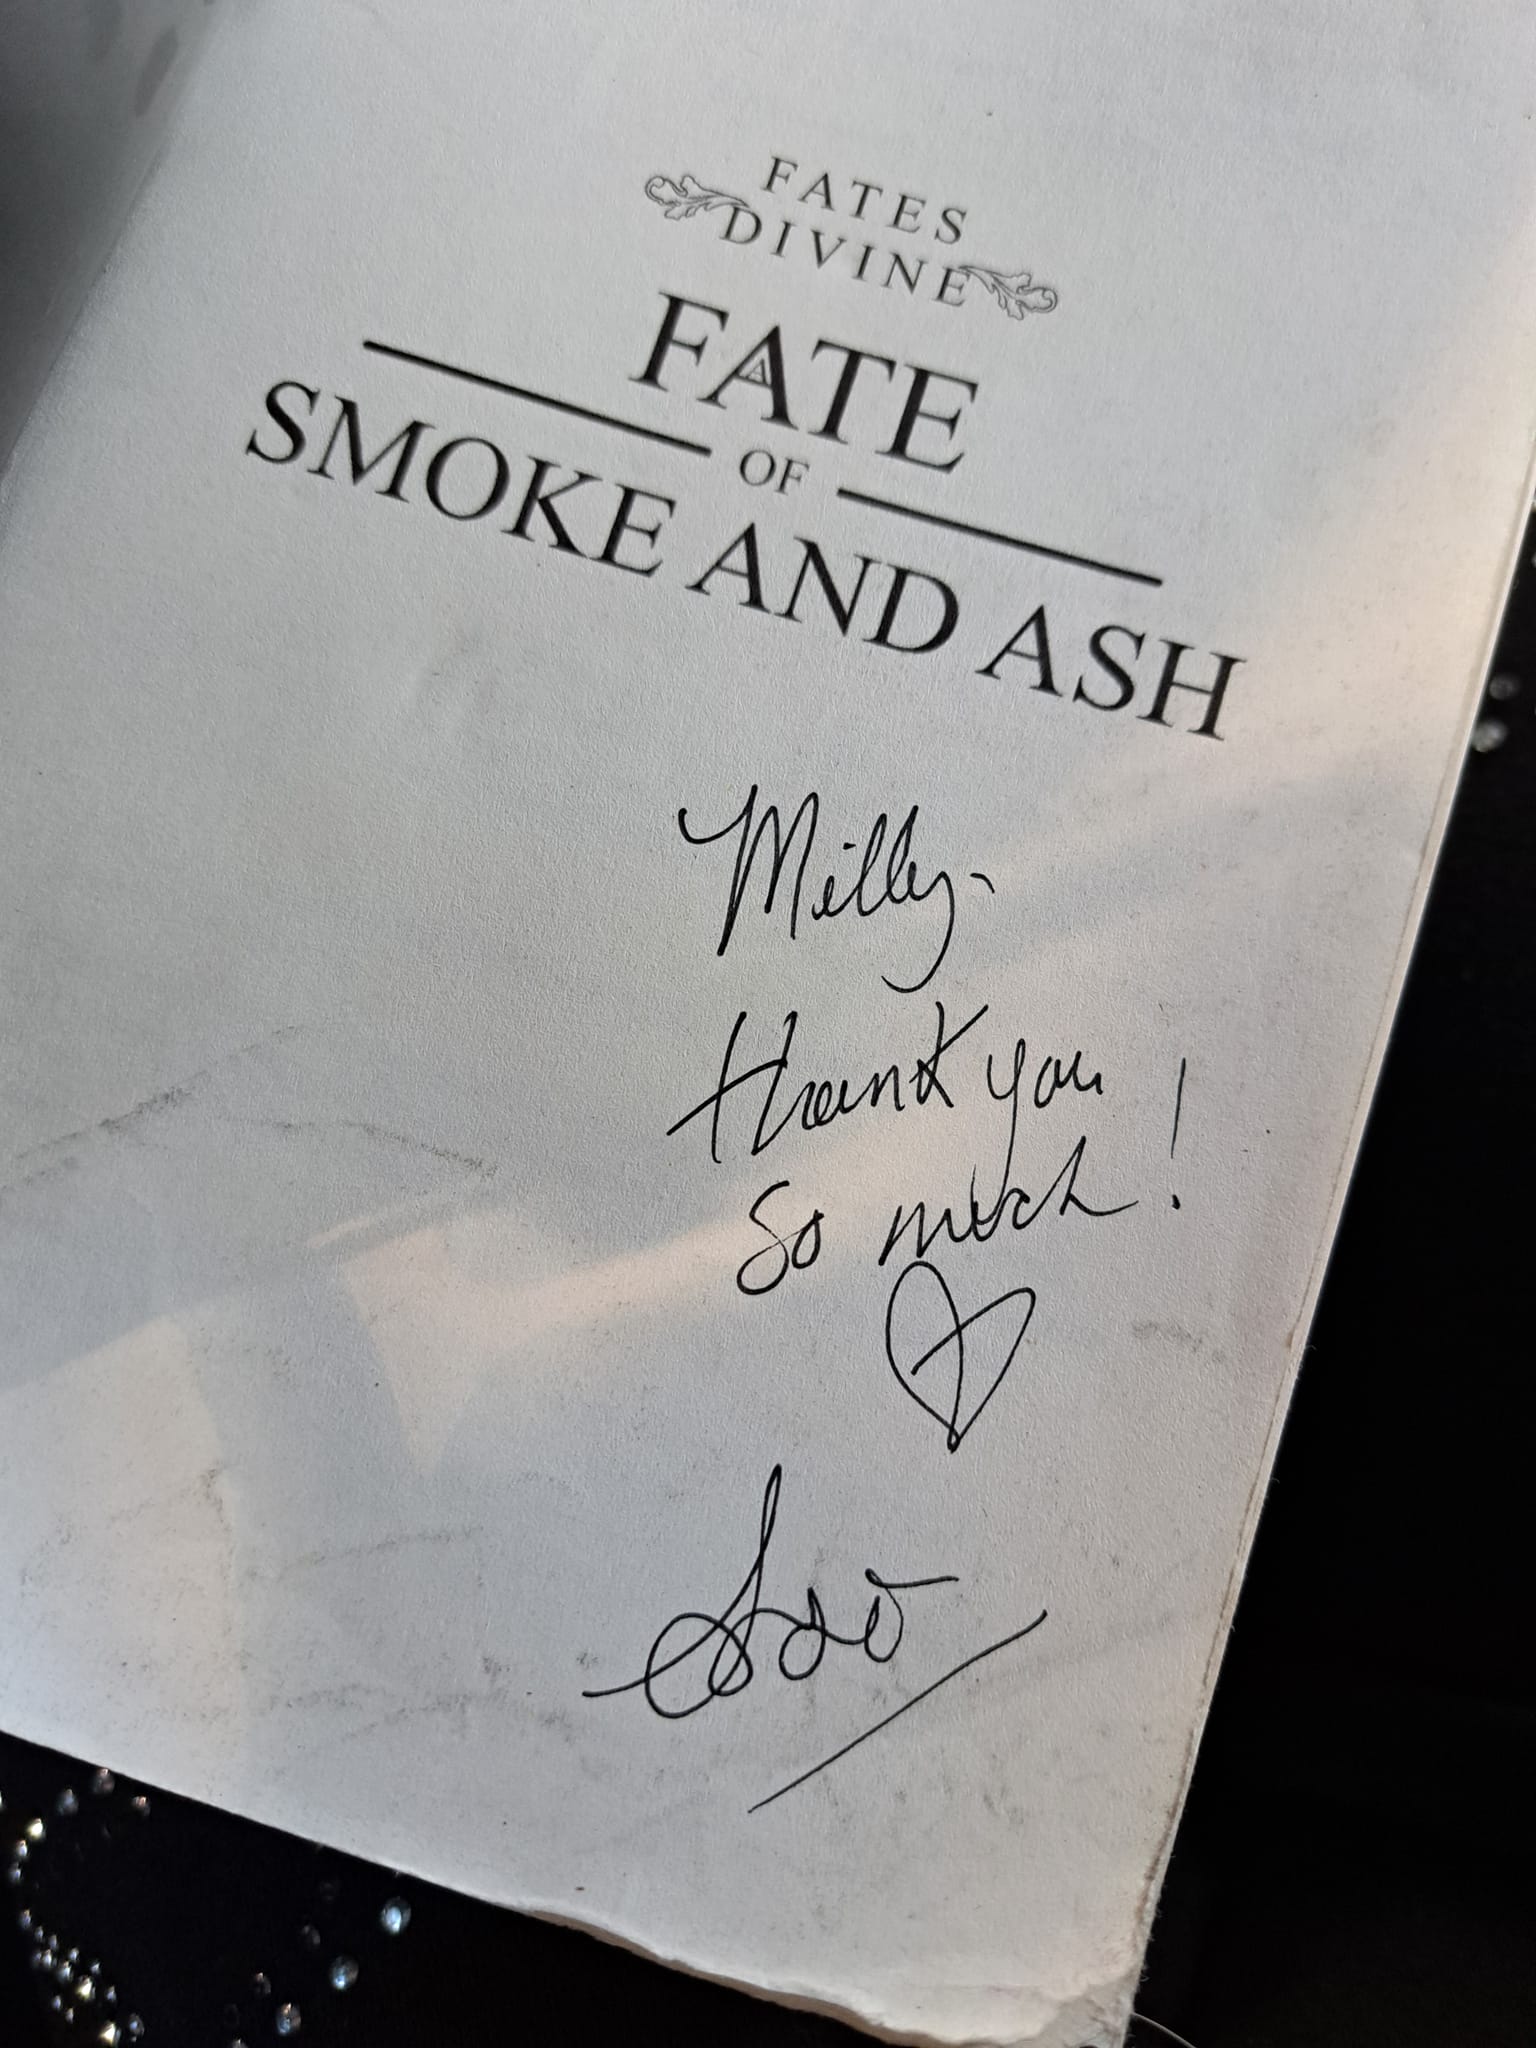 FATES
DIVINE
A
FATE
OF
SMOKE AND ASH
Milly-
Thank you
so much!